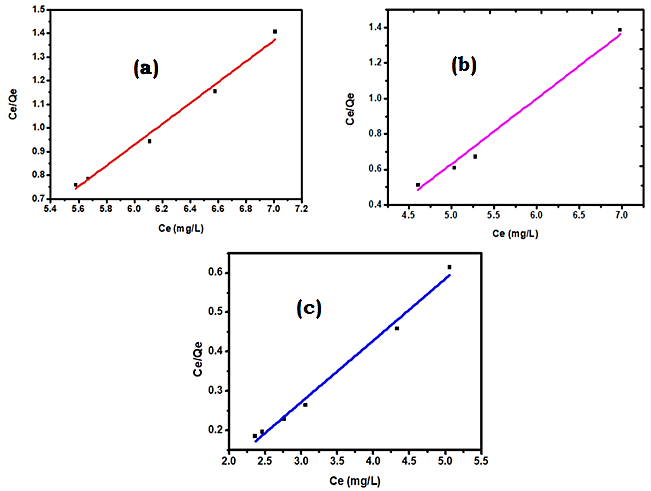 (a)
Ce/Qe
1.5
1.4
1.3
1.2
1.1
1.0
0.9
0.8
0.7
5.4 5.6 5.8 6.0 6.2 6.4 6.6 6.8 7.0 7.2
Ce (mg/L)
(b)
Ce/Qe
1.4
1.2
1.0
0.8
0.6
0.4
4.5 5.0 5.5 6.0 6.5 7.0
Ce (mg/L)
(c)
Ce/Qe
0.6
0.5
0.4
0.3
0.2
2.0 2.5 3.0 3.5 4.0 4.5 5.0 5.5
Ce (mg/L)